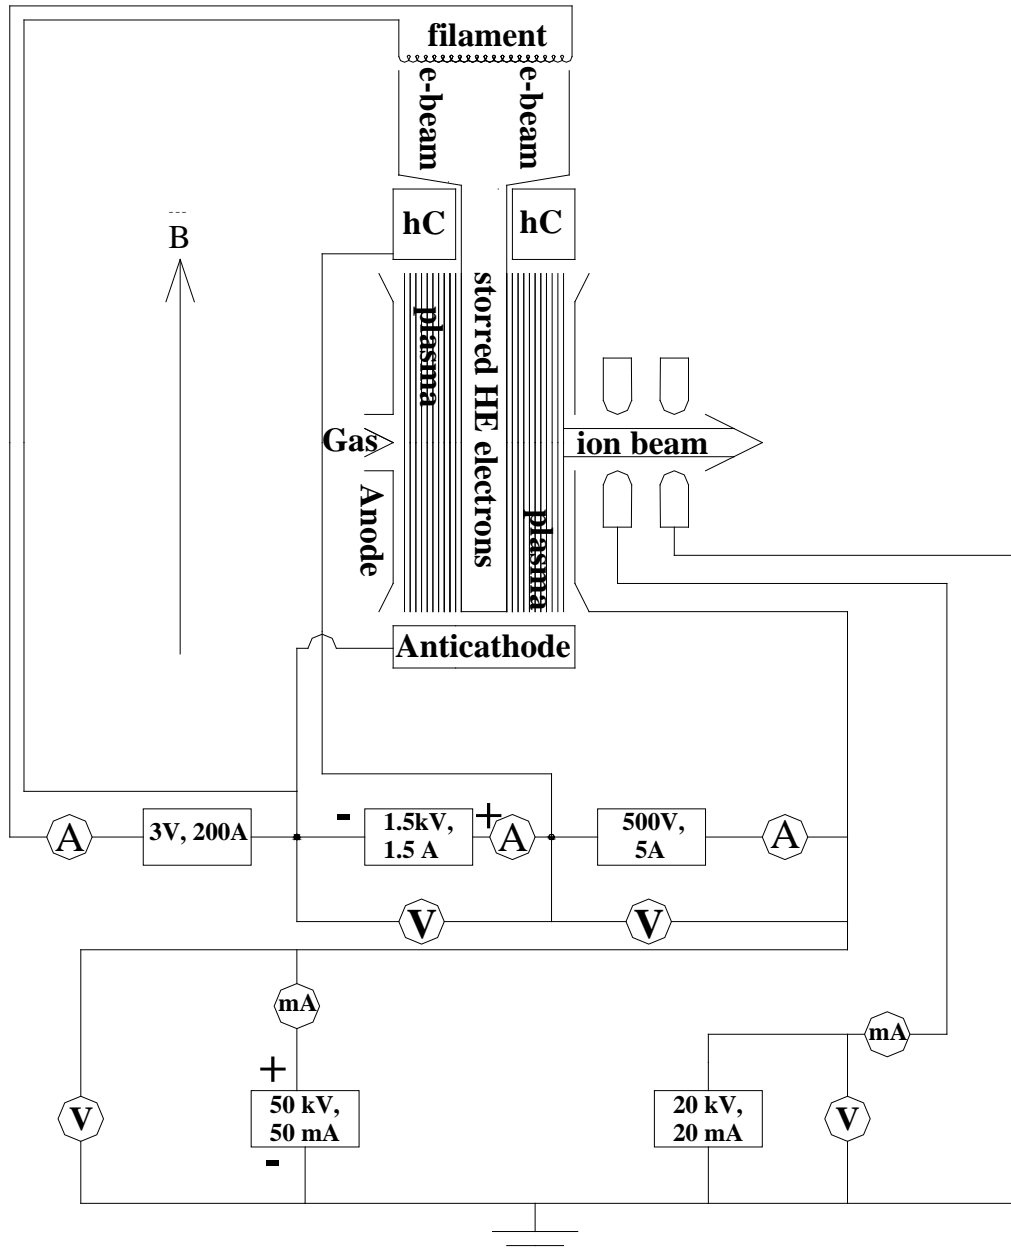 filament
e-beam
e-beam
hC
hC
B
storred HE electrons
plasma
plasma
Gas
ion beam
Anode
Anticathode
A
3V, 200A
-
1.5kV,
1.5 A
+
A
500V,
5A
A
V
V
mA
mA
+
V
50 kV,
50 mA
-
20 kV,
20 mA
V